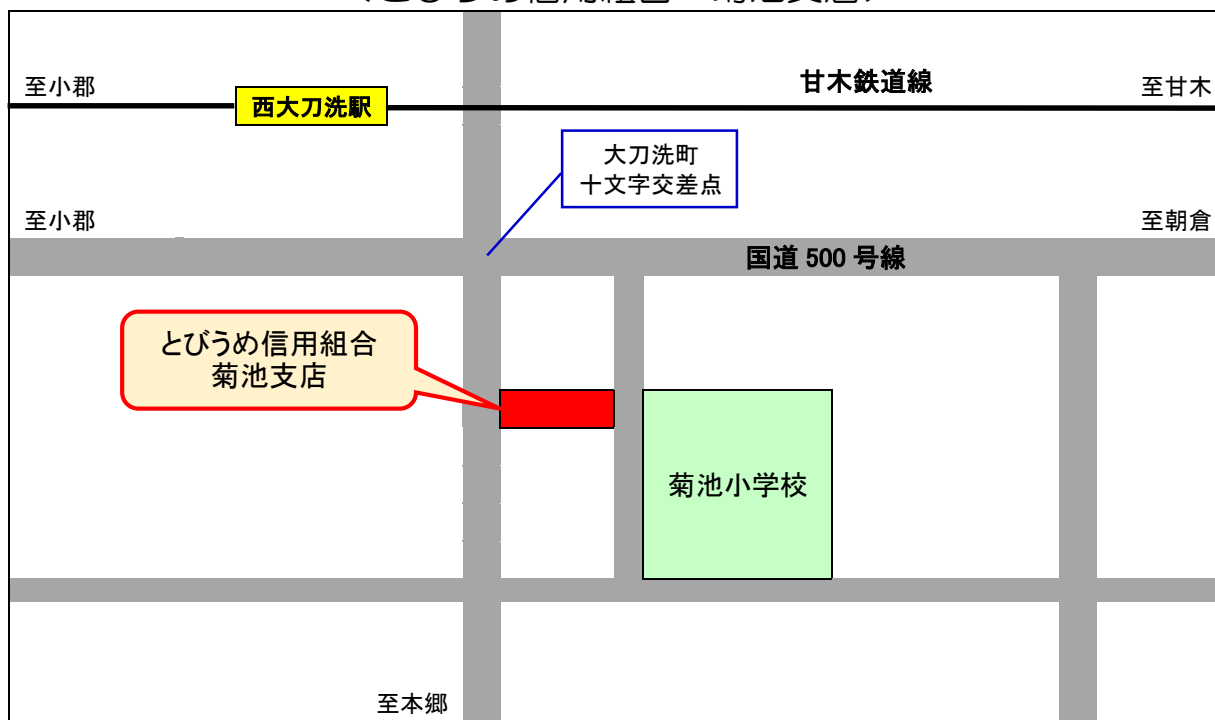 至小郡
甘木鉄道線
至甘木
西大刀洗駅
大刀洗町
十文字交差点
至小郡
至朝倉
国道 500 号線
とびうめ信用組合
菊池支店
菊池小学校
至本郷